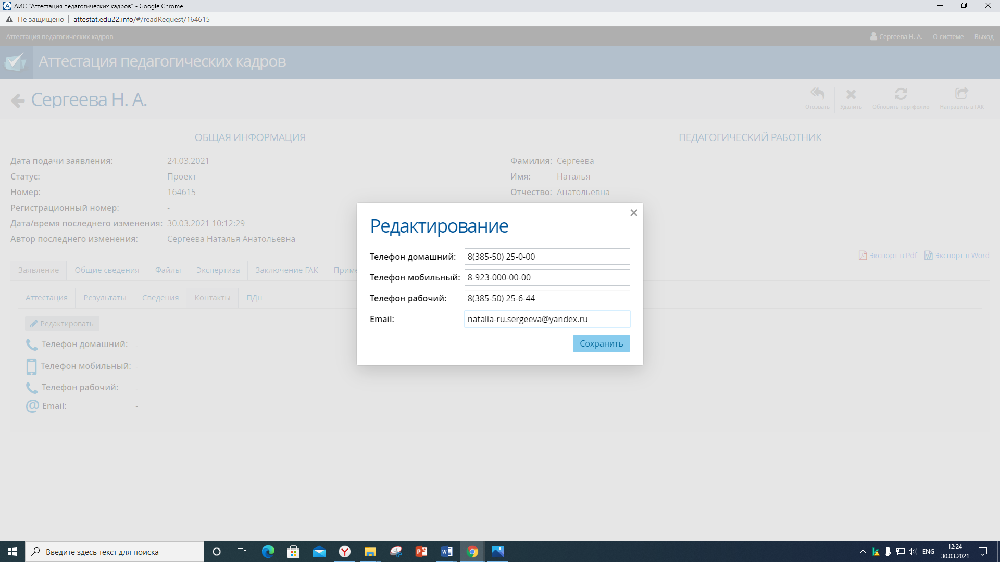 АИС "Аттестация педагогических кадров" - Google Chrome
Не защищено attestat.edu22.info/#/readRequest/164615
Аттестация педагогических кадров Сергеева Н. А. О системе Выход
Аттестация педагогических кадров
Сергеева Н. А.
Отозвать Удалить Обновить портфолио Направить в ГАК
ОБЩАЯ ИНФОРМАЦИЯ
Дата подачи заявления: 24.03.2021
Статус: Проект
Номер: 164615
Регистрационный номер: -
Дата/время последнего изменения: 30.03.2021 10:12:29
Автор последнего изменения: Сергеева Наталья Анатольевна
ПЕДАГОГИЧЕСКИЙ РАБОТНИК
Фамилия: Сергеева
Имя: Наталья
Отчество: Анатольевна
Экспорт в Pdf Экспорт в Word
Заявление Общие сведения Файлы Экспертиза Заключение ГАК Приме
Аттестация Результаты Сведения Контакты ПДн
Редактировать
Телефон домашний: -
Телефон мобильный: -
Телефон рабочий: -
Email: -
Редактирование
Телефон домашний: 8(385-50) 25-0-00
Телефон мобильный: 8-923-000-00-00
Телефон рабочий: 8(385-50) 25-6-44
Email: natalia-ru.sergeeva@yandex.ru
Сохранить
Введите здесь текст для поиска
ENG
12:24
30.03.2021